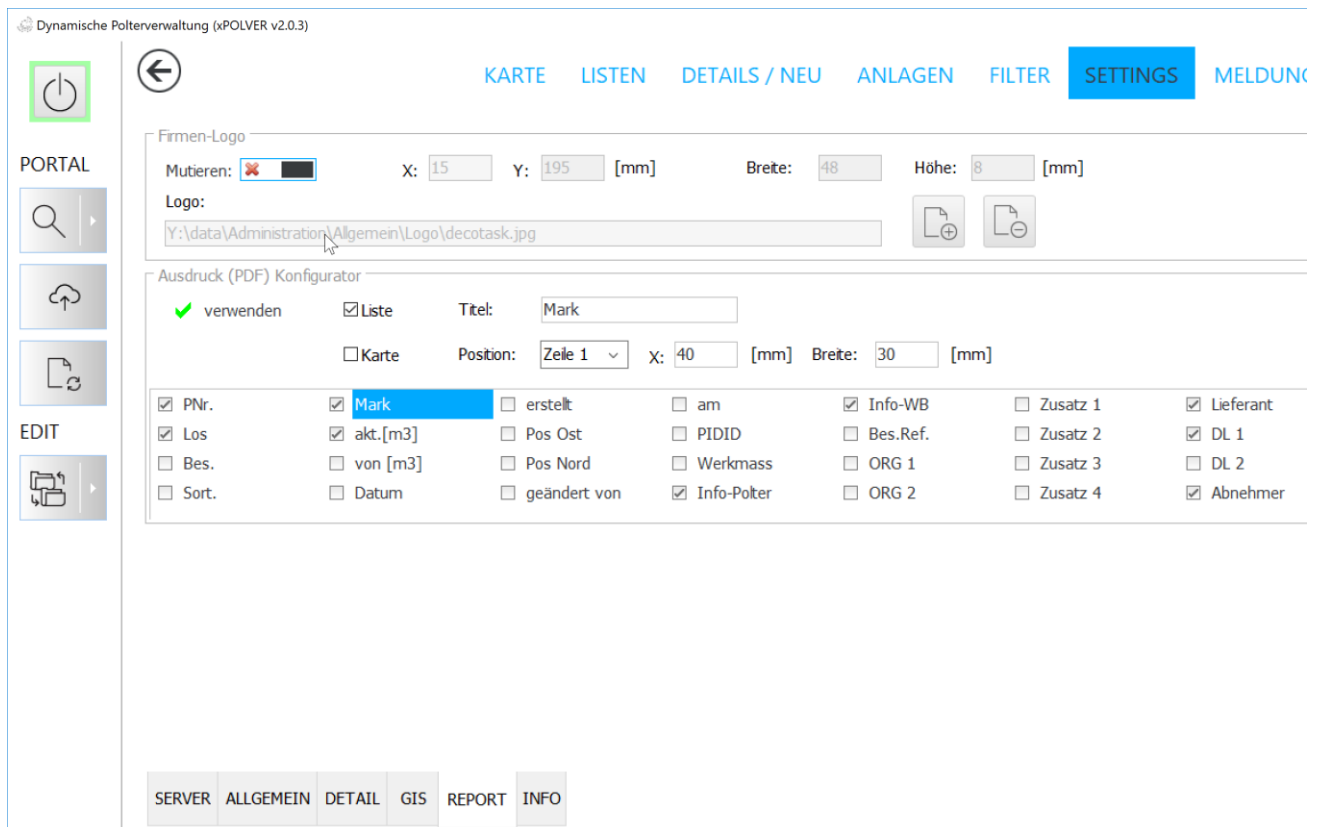 Dynamische Polterverwaltung (xPOLVER v2.0.3)
KARTE LISTEN DETAILS / NEU ANLAGEN FILTER SETTINGS MELDUNG
Firmen-Logo
PORTAL
Mutieren: X: 15 Y: 195 [mm] Breite: 48 Höhe: 8 [mm]
Logo:
Y:\data\Administration\Allgemein\Logo\decotask.jpg
Ausdruck (PDF) Konfigurator
verwenden Liste Titel: Mark
Karte Position: Zeile 1 X: 40 [mm] Breite: 30 [mm]
PNr. Mark erstellt am Info-WB Zusatz 1 Lieferant
EDIT
Los akt.[m3] Pos Ost PIDID Bes.Ref. Zusatz 2 DL 1
Bes. von [m3] Pos Nord Werkmass ORG 1 Zusatz 3 DL 2
Sort. Datum geändert von Info-Polter ORG 2 Zusatz 4 Abnehmer
SERVER ALLGEMEIN DETAIL GIS REPORT INFO